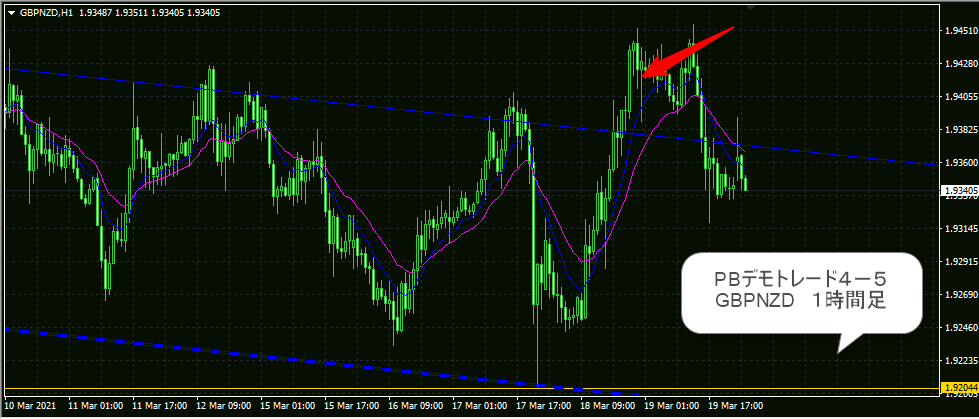 GBPNZD,H1 1.93487 1.93511 1.93405 1.93405
1.94510
1.94280
1.94055
1.93825
1.93600
1.93405
1.93145
1.92915
1.92690
1.92460
1.92235
1.92044
PBデモトレード4－5
GBPNZD 1時間足
10 Mar 2021
11 Mar 01:00
11 Mar 17:00
12 Mar 09:00
15 Mar 01:00
15 Mar 17:00
16 Mar 09:00
17 Mar 01:00
17 Mar 17:00
18 Mar 09:00
19 Mar 01:00
19 Mar 17:00